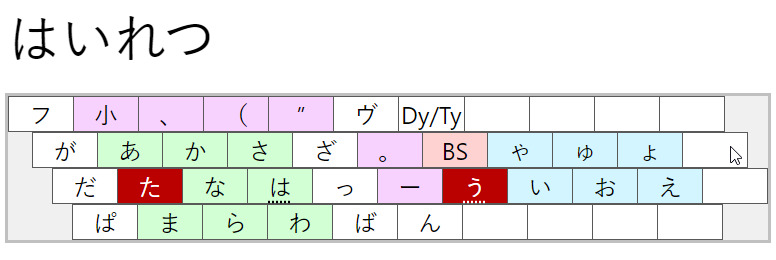 はいれつ
フ 小 、 （ ″ ヴ Dy/Ty
が あ か さ ざ 。 BS ゃ ゅ ょ
だ た な は っ ー う い お え
ぱ ま ら わ ば ん